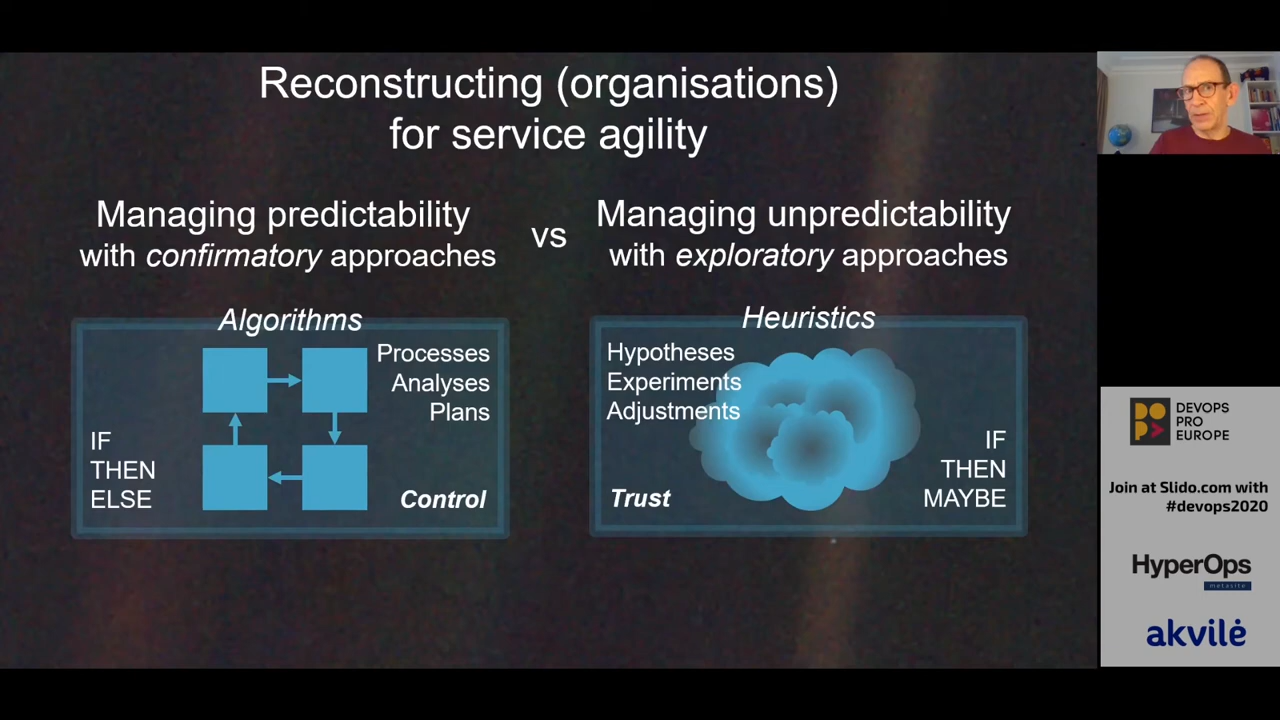 Reconstructing (organisations)
for service agility
Managing predictability
with confirmatory approaches
vs
Managing unpredictability
with exploratory approaches
Algorithms
Processes
Analyses
Plans
IF
THEN
ELSE
Control
Heuristics
Hypotheses
Experiments
Adjustments
Trust
IF
THEN
MAYBE
DEVOPS
PRO
EUROPE
Join at Slido.com with
#devops2020
HyperOps
metasite
akvilė